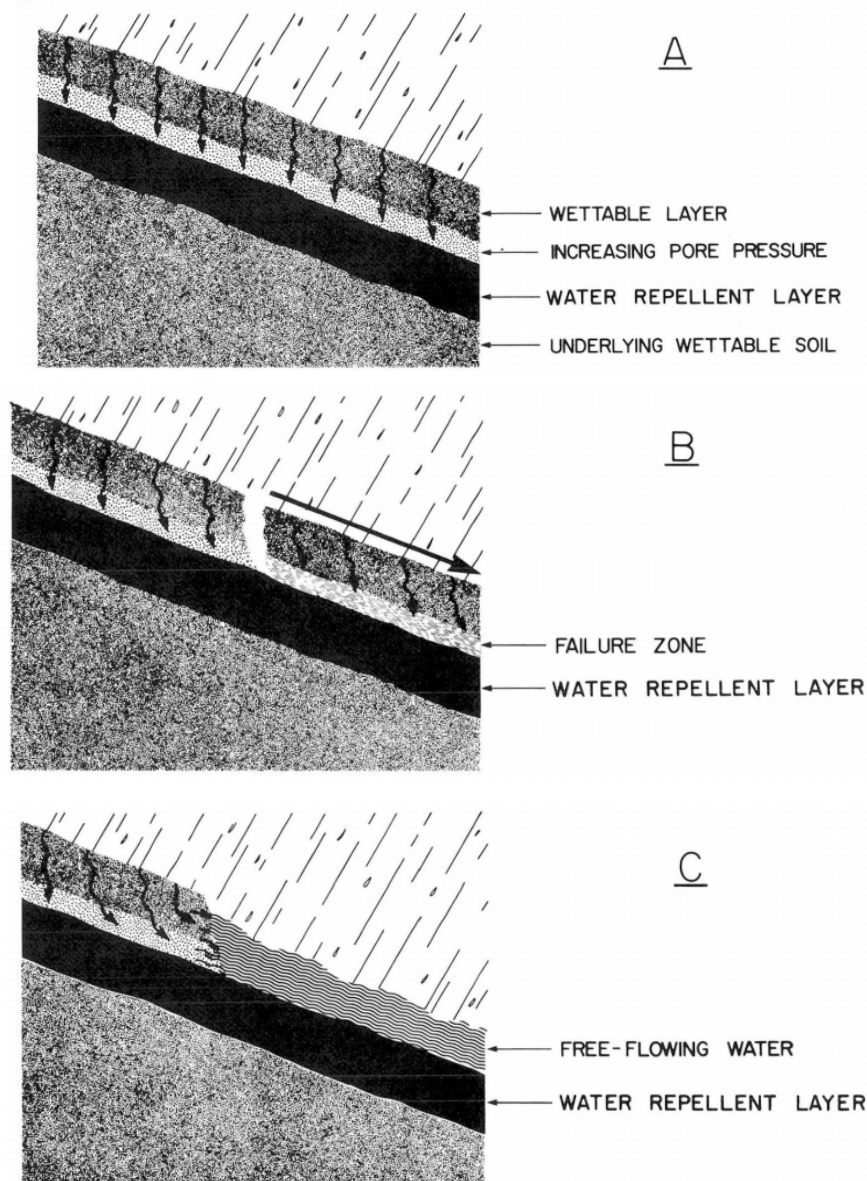 A
WETTABLE LAYER
INCREASING PORE PRESSURE
WATER REPELLENT LAYER
UNDERLYING WETTABLE SOIL
B
FAILURE ZONE
WATER REPELLENT LAYER
C
FREE-FLOWING WATER
WATER REPELLENT LAYER